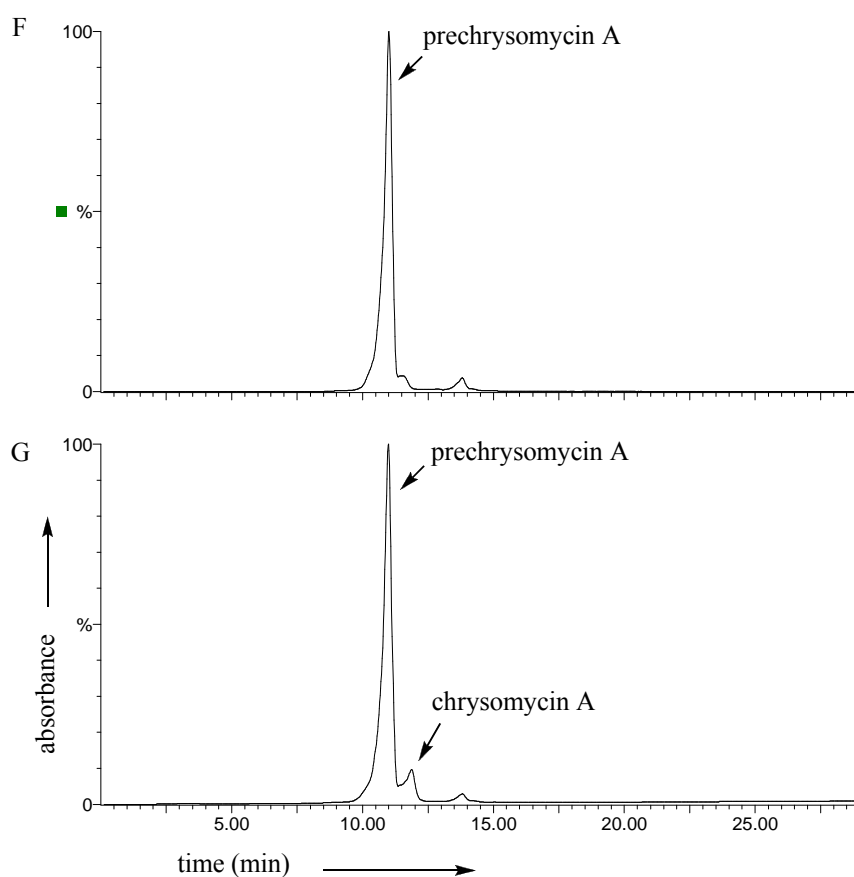 F
100
prechrysomycin A
%
0
G
100
prechrysomycin A
%
chrysomycin A
absorbance
0
5.00 10.00 15.00 20.00 25.00
time (min)